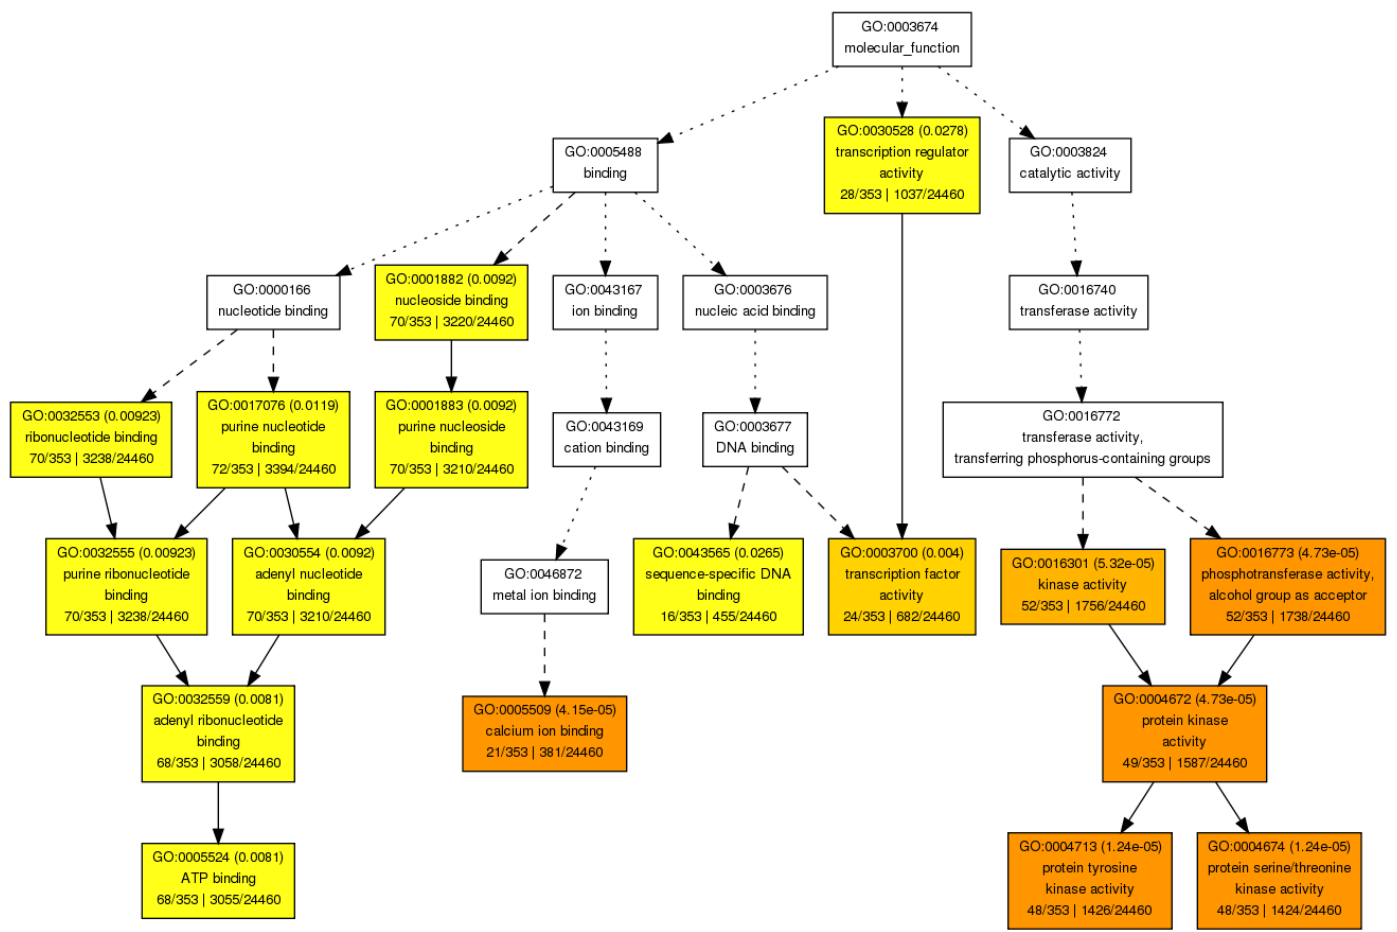 GO:0003674
molecular_function
GO:0030528 (0.0278)
transcription regulator
activity
28/353 | 1037/24460
GO:0005488
binding
GO:0003824
catalytic activity
GO:0000166
nucleotide binding
GO:0001882 (0.0092)
nucleoside binding
70/353 | 3220/24460
GO:0043167
ion binding
GO:0003676
nucleic acid binding
GO:0016740
transferase activity
GO:0032553 (0.00923)
ribonucleotide binding
70/353 | 3238/24460
GO:0017076 (0.0119)
purine nucleotide
binding
72/353 | 3394/24460
GO:0001883 (0.0092)
purine nucleoside
binding
70/353 | 3210/24460
GO:0043169
cation binding
GO:0003677
DNA binding
GO:0016772
transferase activity,
transferring phosphorus-containing groups
GO:0032555 (0.00923)
purine ribonucleotide
binding
70/353 | 3238/24460
GO:0030554 (0.0092)
adenyl nucleotide
binding
70/353 | 3210/24460
GO:0046872
metal ion binding
GO:0043565 (0.0265)
sequence-specific DNA
binding
16/353 | 455/24460
GO:0003700 (0.004)
transcription factor
activity
24/353 | 682/24460
GO:0016301 (5.32e-05)
kinase activity
52/353 | 1756/24460
GO:0016773 (4.73e-05)
phosphotransferase activity,
alcohol group as acceptor
52/353 | 1738/24460
GO:0032559 (0.0081)
adenyl ribonucleotide
binding
68/353 | 3058/24460
GO:0005509 (4.15e-05)
calcium ion binding
21/353 | 381/24460
GO:0004672 (4.73e-05)
protein kinase
activity
49/353 | 1587/24460
GO:0005524 (0.0081)
ATP binding
68/353 | 3055/24460
GO:0004713 (1.24e-05)
protein tyrosine
kinase activity
48/353 | 1426/24460
GO:0004674 (1.24e-05)
protein serine/threonine
kinase activity
48/353 | 1424/24460